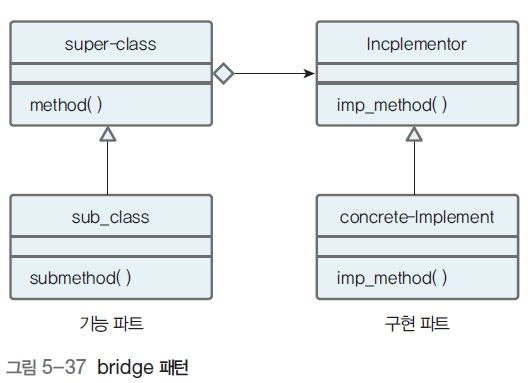 super-class
Incplementor
method( )
imp_method( )
sub_class
concrete-Implement
submethod( )
imp_method( )
기능 파트
구현 파트
그림 5-37 bridge 패턴